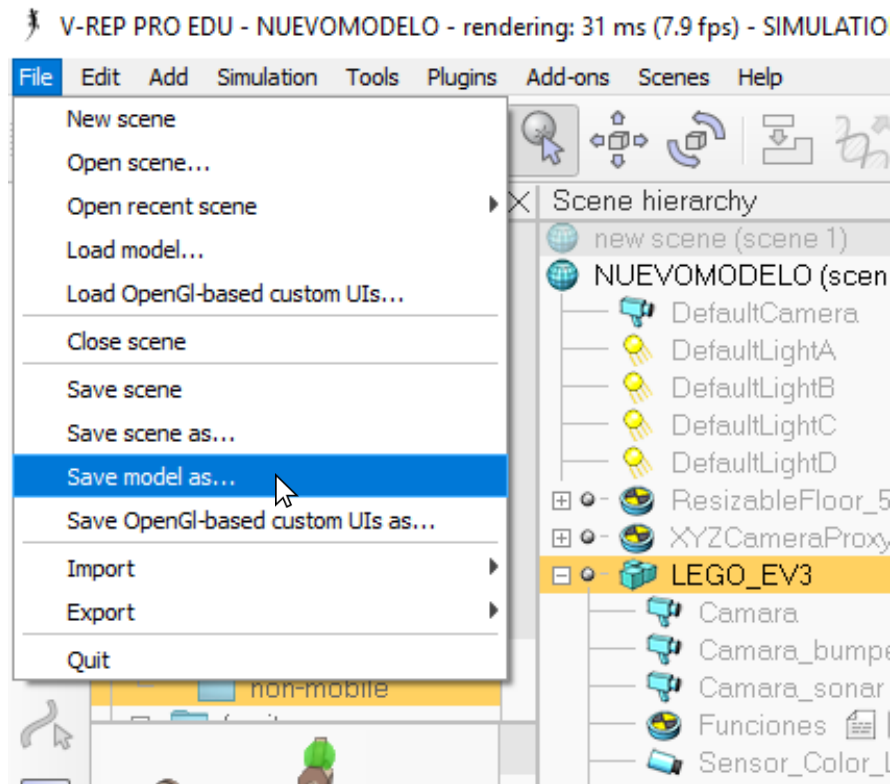 V-REP PRO EDU - NUEVOMODELO - rendering: 31 ms (7.9 fps) - SIMULATIO
File Edit Add Simulation Tools Plugins Add-ons Scenes Help
New scene
Open scene...
Open recent scene
Load model...
Load OpenGl-based custom UIs...
Close scene
Save scene
Save scene as...
Save model as...
Save OpenGl-based custom UIs as...
Import
Export
Quit
non-mobile
Scene hierarchy
new scene (scene 1)
NUEVOMODELO (scen
DefaultCamera
DefaultLightA
DefaultLightB
DefaultLightC
DefaultLightD
ResizableFloor_5
XYZCameraProxy
LEGO_EV3
Camara
Camara_bumpe
Camara_sonar
Funciones
Sensor_Color_